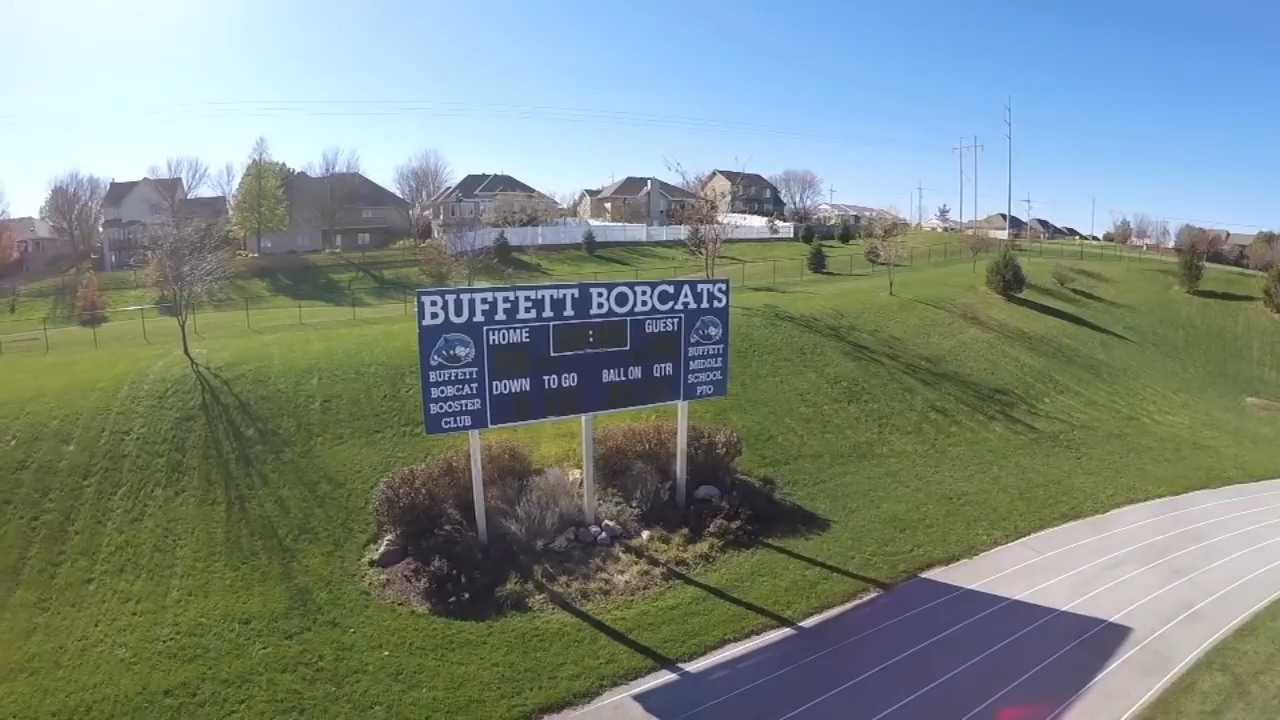 BUFFETT BOBCATS
HOME : GUEST
DOWN TO GO BALL ON QTR
BUFFETT
BOBCAT
BOOSTER
CLUB
BUFFETT
MIDDLE
SCHOOL
PTO